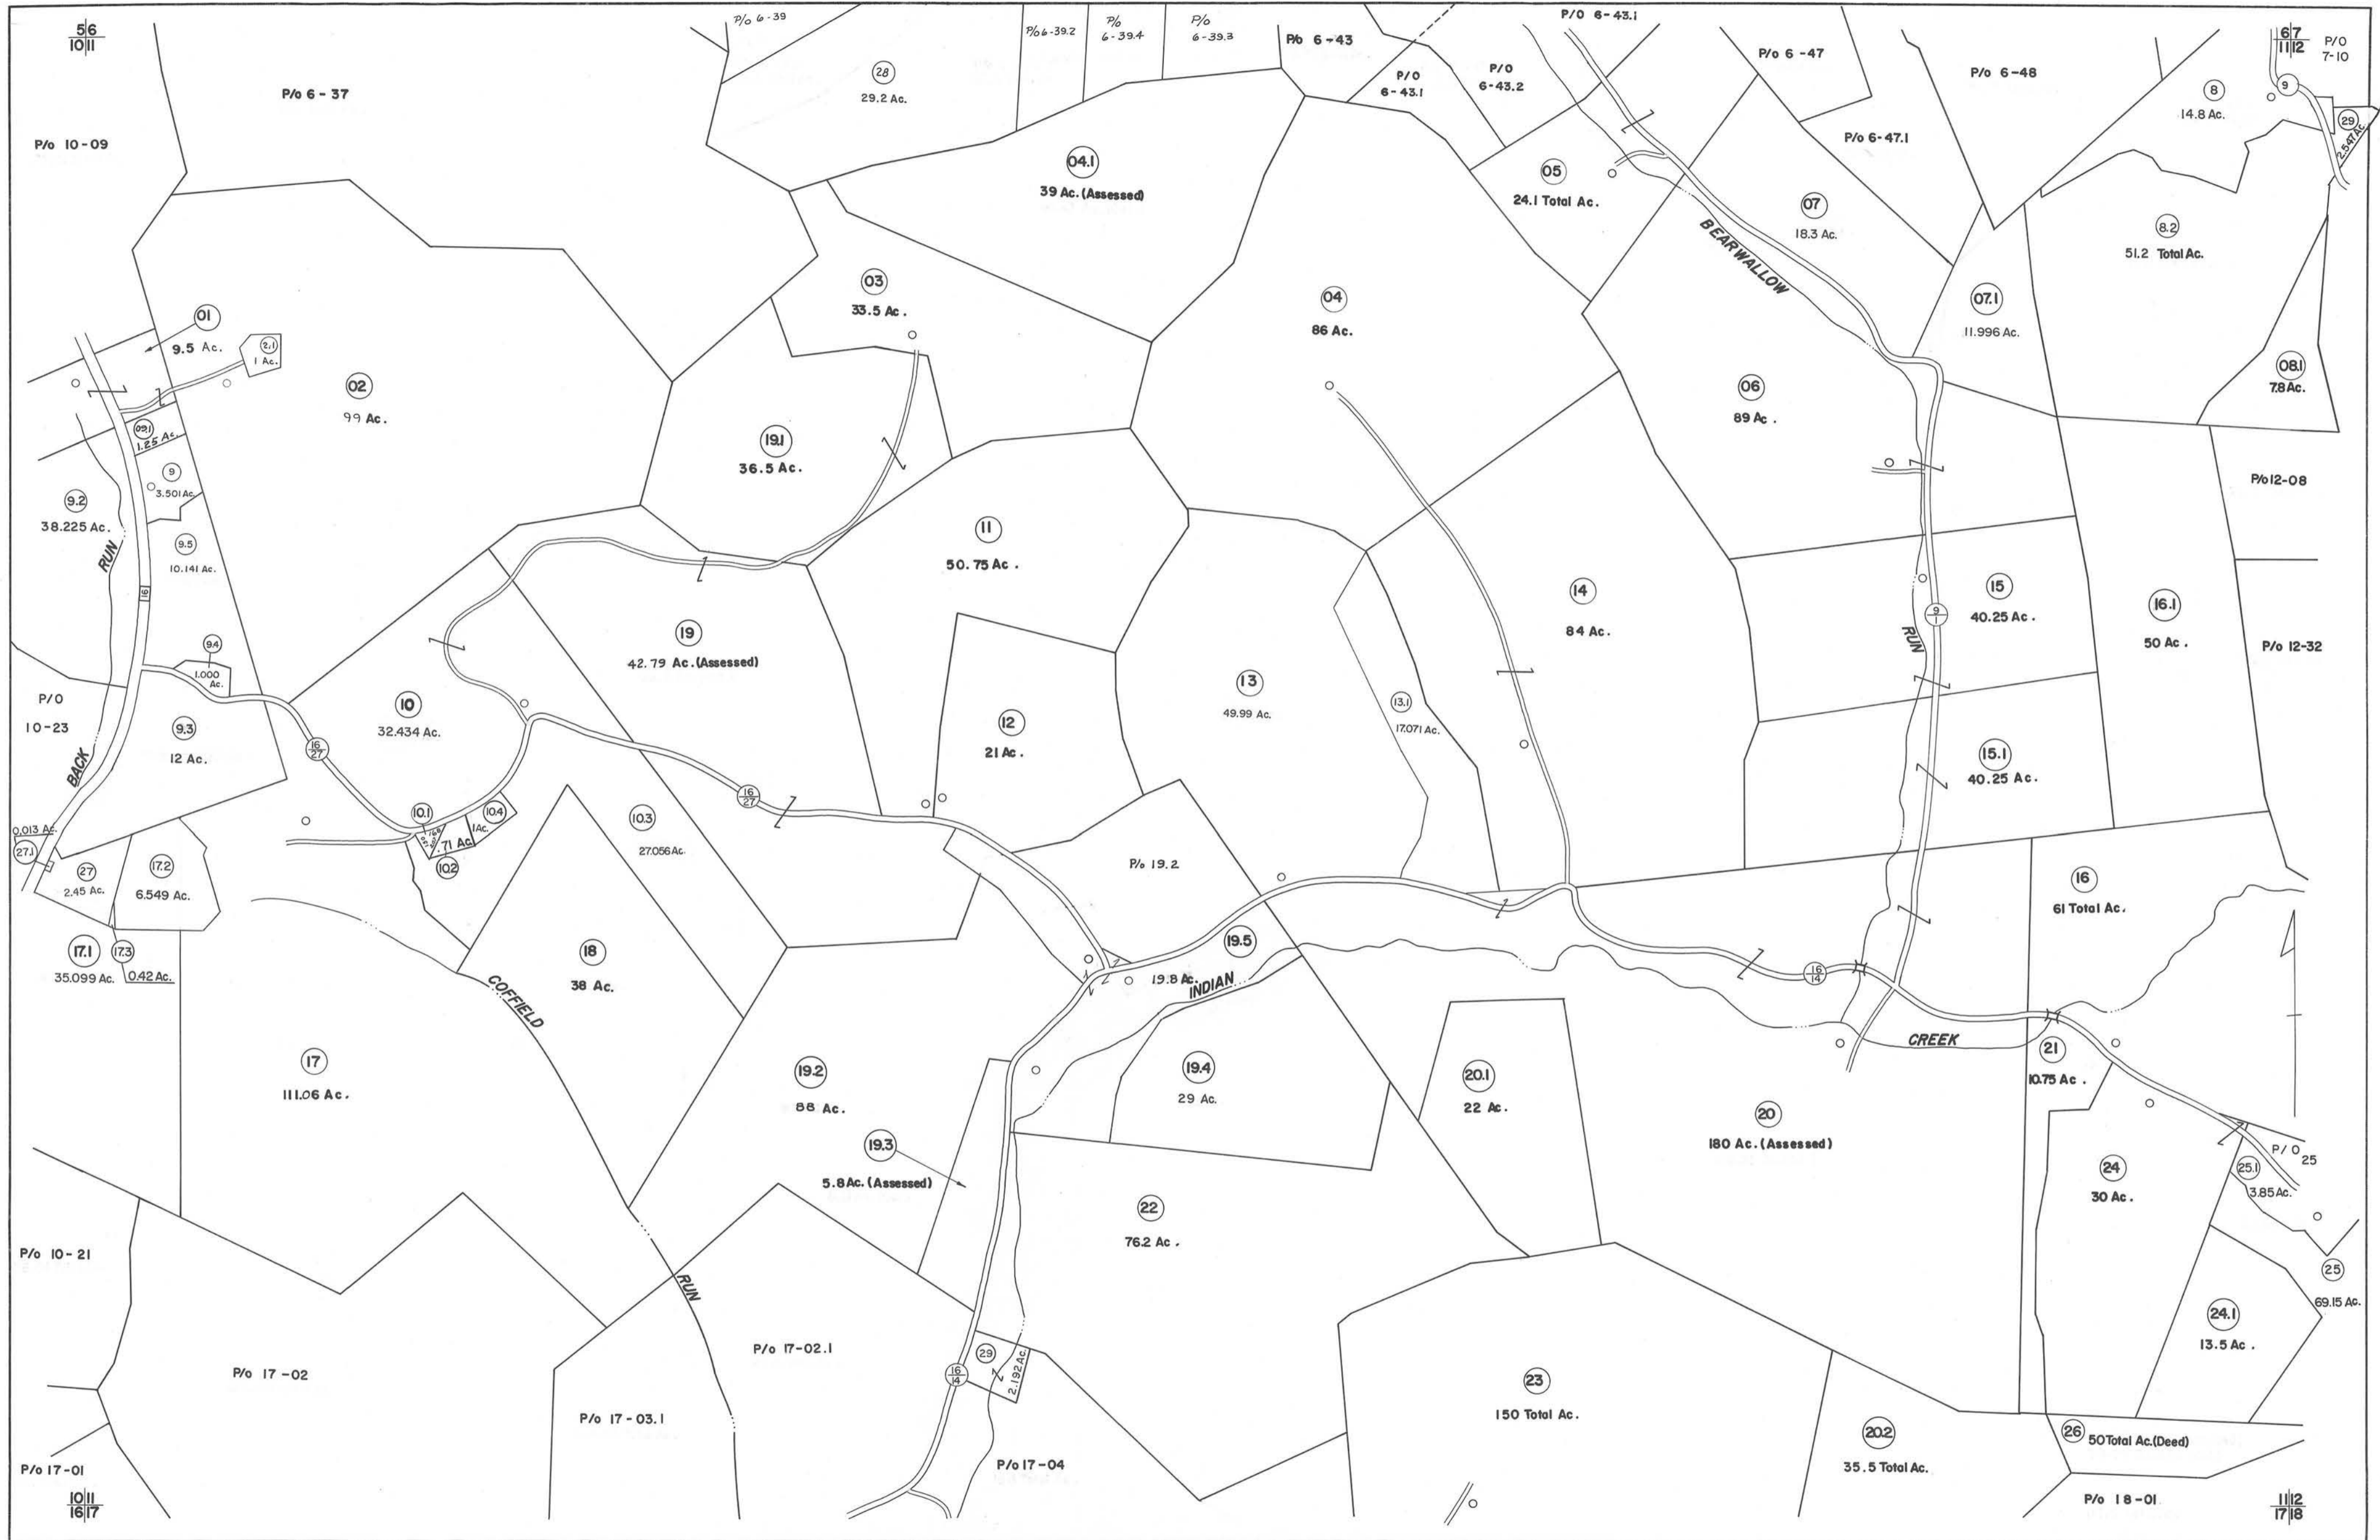 5|6
10|11
P/o 6-39
P/o 6-39.2
P/o
6-39.4
P/o
6-39.3
P/o 6-43
P/O 6-43.1
6|7
11|12
P/O
7-10
P/o 10-09
P/o 6-37
28
29.2 Ac.
P/O
6-43.1
P/O
6-43.2
P/o 6-47
P/o 6-48
8
14.8 Ac.
9
29
2.547 Ac.
04.1
39 Ac. (Assessed)
05
24.1 Total Ac.
P/o 6-47.1
07
18.3 Ac.
8.2
51.2 Total Ac.
BEARWALLOW
01
9.5 Ac.
2.1
1 Ac.
02
99 Ac.
03
33.5 Ac.
04
86 Ac.
07.1
11.996 Ac.
08.1
7.8 Ac.
06
89 Ac.
09.1
1.25 Ac.
9
3.501 Ac.
9.2
38.225 Ac.
RUN
9.5
10.141 Ac.
19.1
36.5 Ac.
11
50.75 Ac.
P/o 12-08
16
14
84 Ac.
15
40.25 Ac.
9
1
16.1
50 Ac.
P/o 12-32
RUN
9.4
1.000
Ac.
19
42.79 Ac. (Assessed)
P/O
10-23
9.3
12 Ac.
BACK
16
27
10
32.434 Ac.
12
21 Ac.
13
49.99 Ac.
13.1
17.071 Ac.
15.1
40.25 Ac.
16
27
0.013 Ac.
27.1
27
2.45 Ac.
17.2
6.549 Ac.
10.1
10.4
1 Ac.
.71 Ac.
10.2
10.3
27.056 Ac.
P/o 19.2
16
61 Total Ac.
17.1
35.099 Ac.
17.3
0.42 Ac.
COFFIELD
18
38 Ac.
19.5
19.8 Ac.
INDIAN
16
14
CREEK
17
111.06 Ac.
19.2
88 Ac.
19.4
29 Ac.
20.1
22 Ac.
20
180 Ac. (Assessed)
21
10.75 Ac.
19.3
5.8 Ac. (Assessed)
22
76.2 Ac.
24
30 Ac.
P/O 25
25.1
3.85 Ac.
P/o 10-21
RUN
25
69.15 Ac.
24.1
13.5 Ac.
P/o 17-02
P/o 17-02.1
P/o 17-03.1
16
14
29
2.192 Ac.
23
150 Total Ac.
20.2
35.5 Total Ac.
26
50 Total Ac. (Deed)
P/o 17-01
P/o 17-04
P/o 18-01
10|11
16|17
11|12
17|18